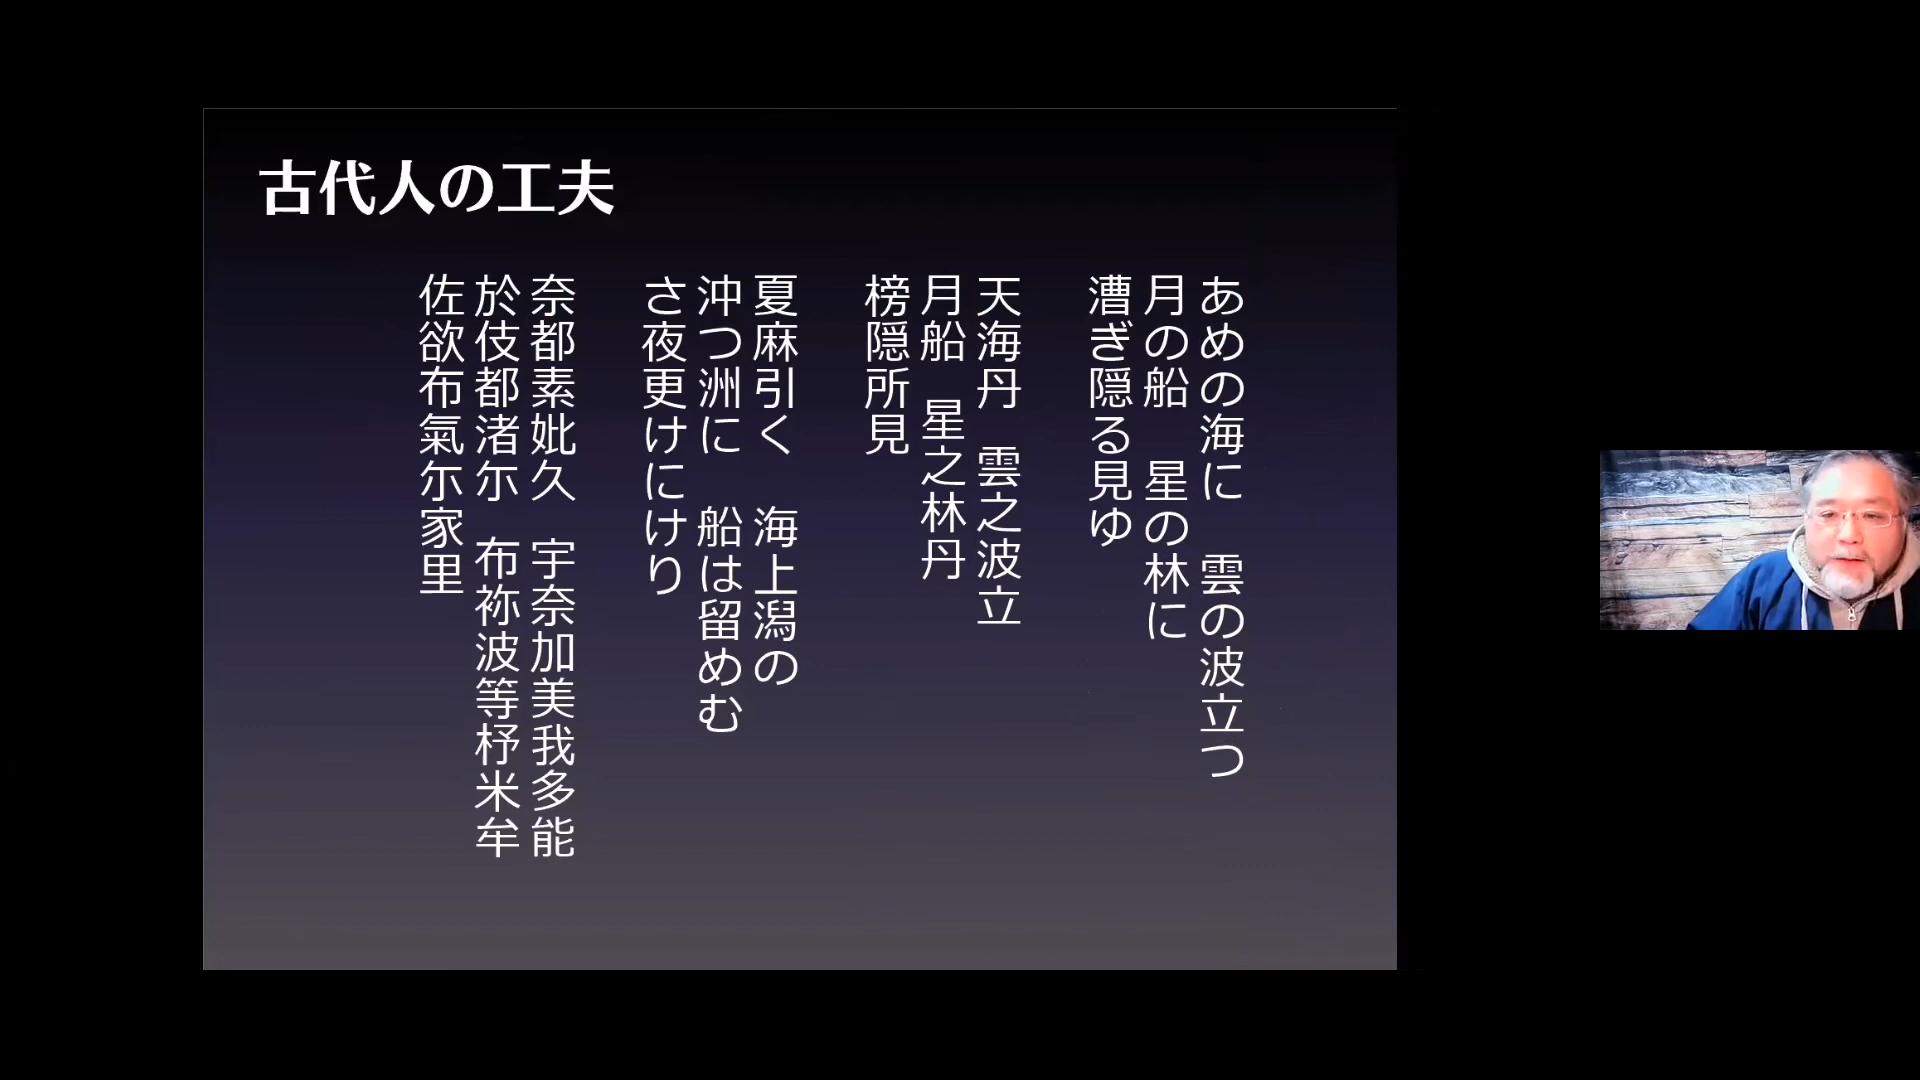 古代人の工夫
あめの海に　雲の波立つ
月の船　星の林に
漕ぎ隠る見ゆ
天海丹　雲之波立
月船　星之林丹
榜隠所見
夏麻引く　海上潟の
沖つ洲に　船は留めむ
さ夜更けにけり
奈都素妣久　宇奈加美我多能
於伎都渚尓　布袮波等杼米牟
佐欲布氣尓家里